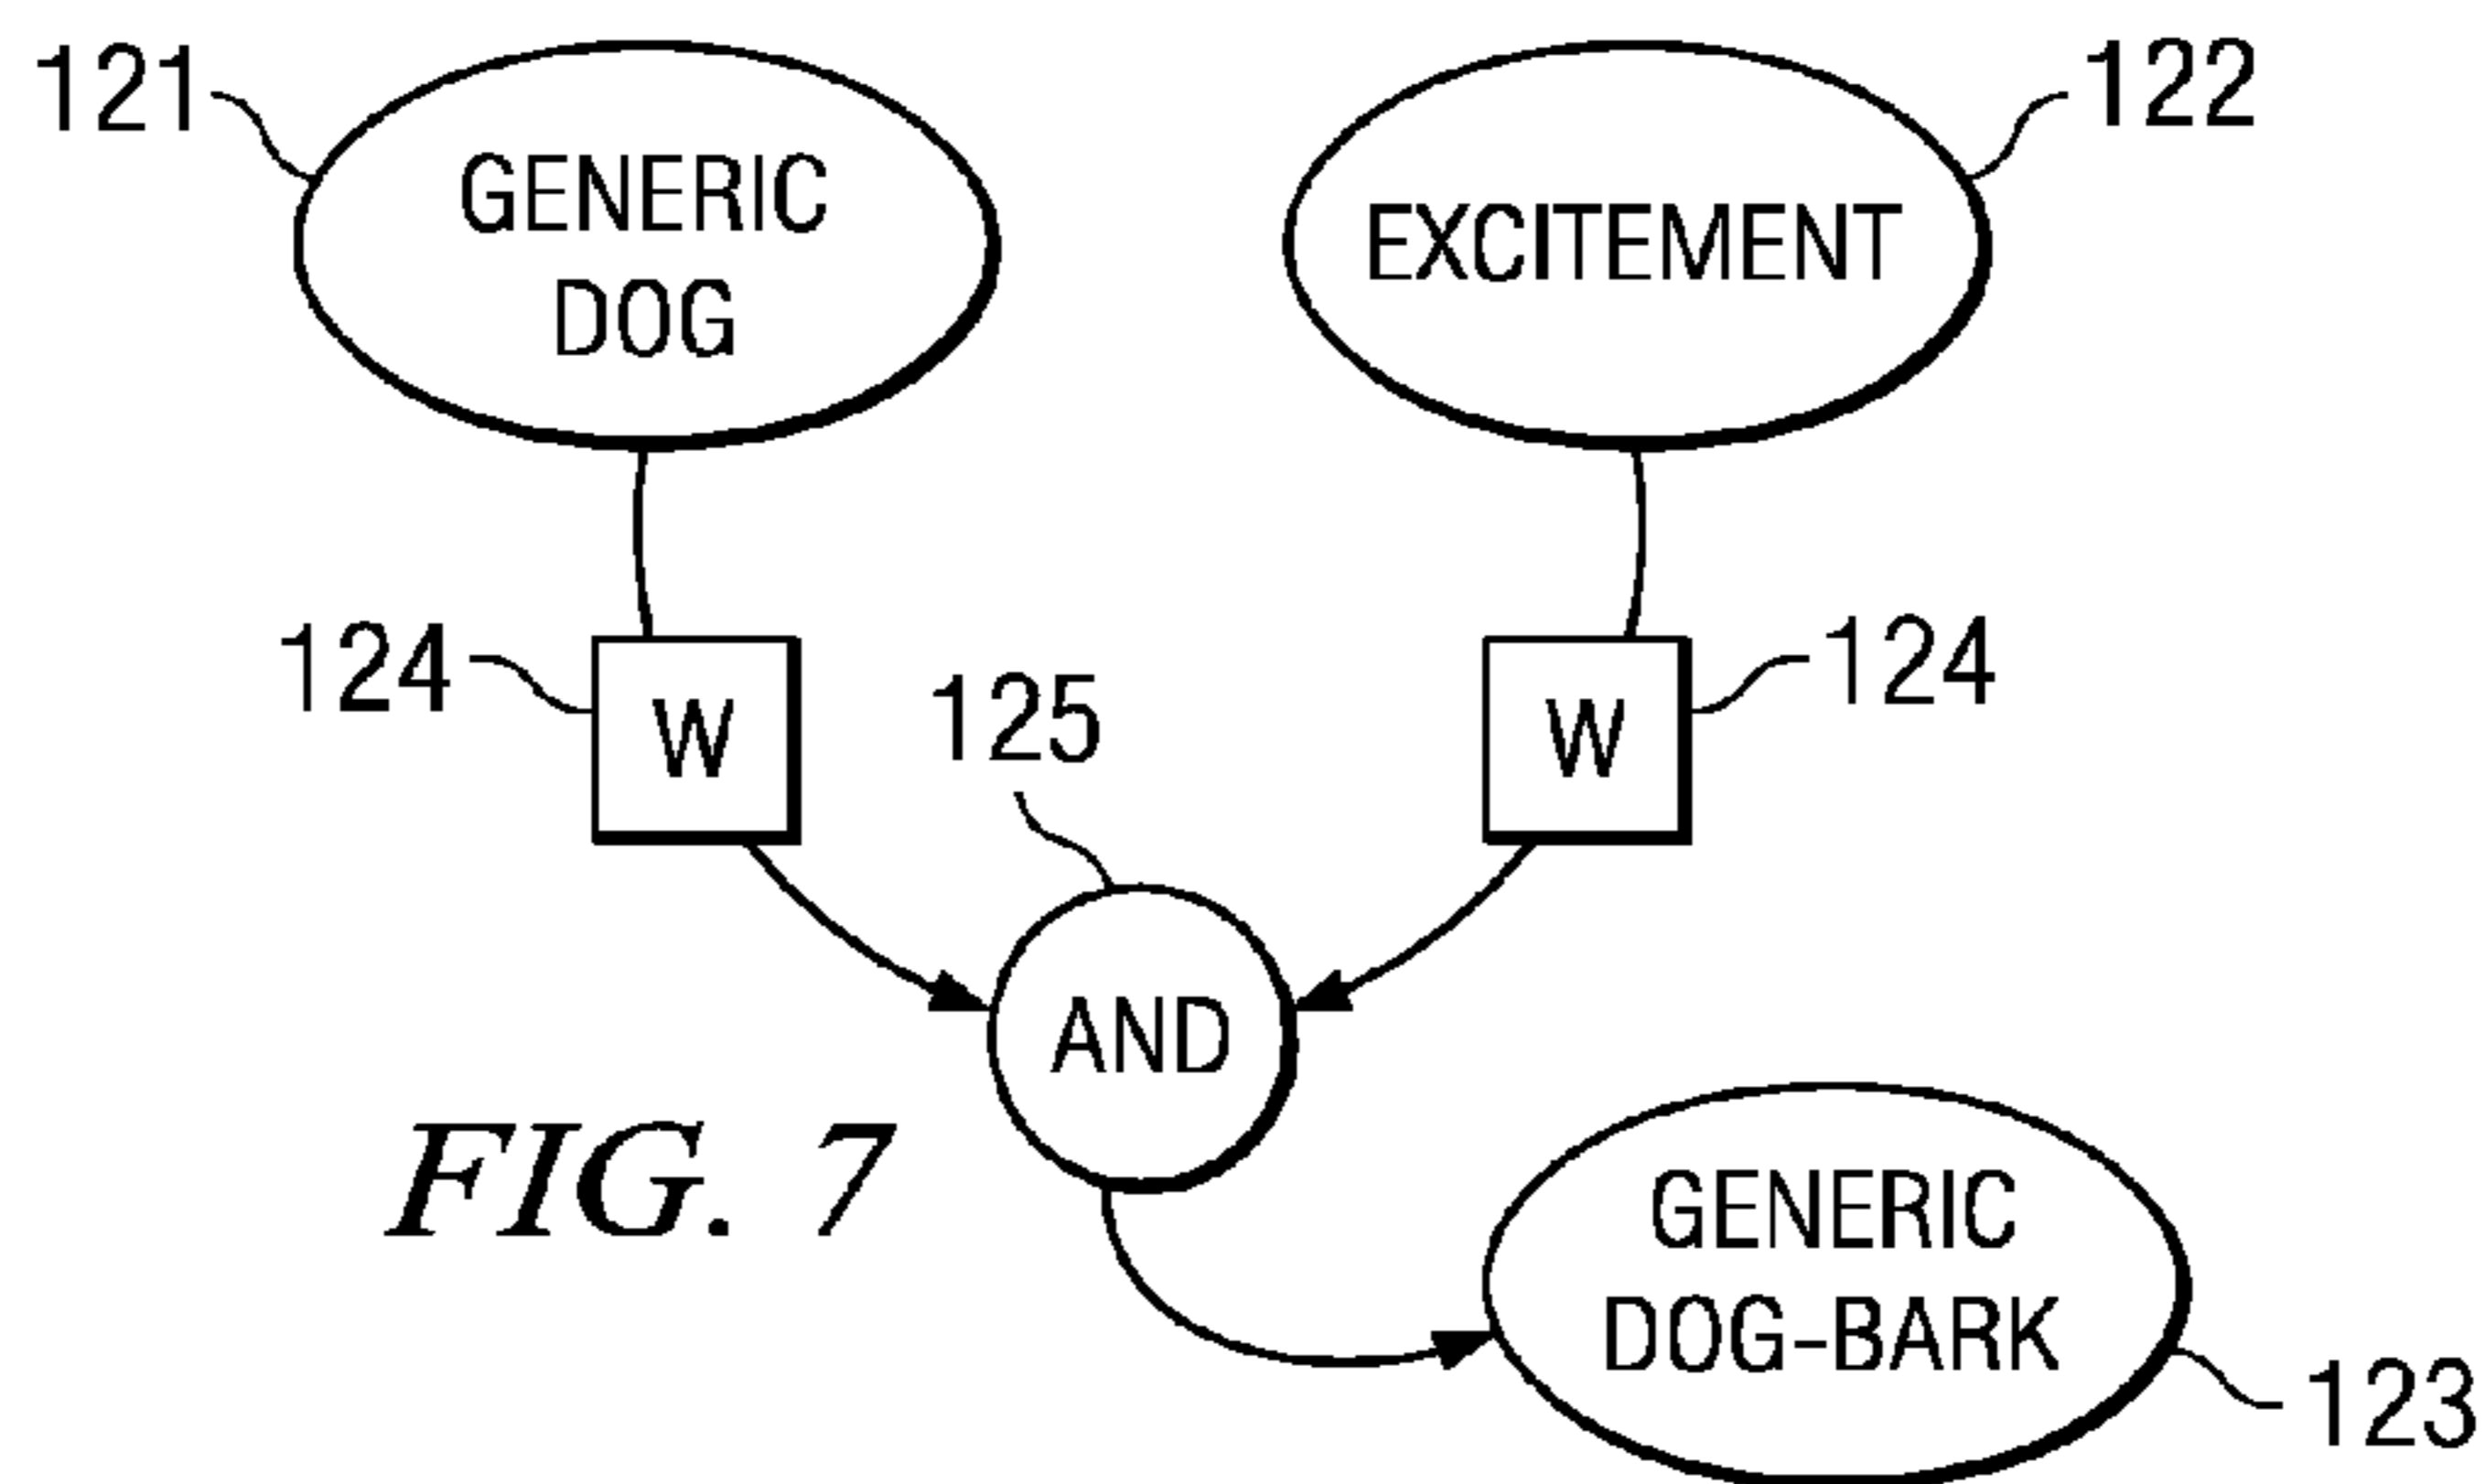 121
GENERIC
DOG
EXCITEMENT
122
124
W
125
W
124
AND
FIG. 7
GENERIC
DOG-BARK
123